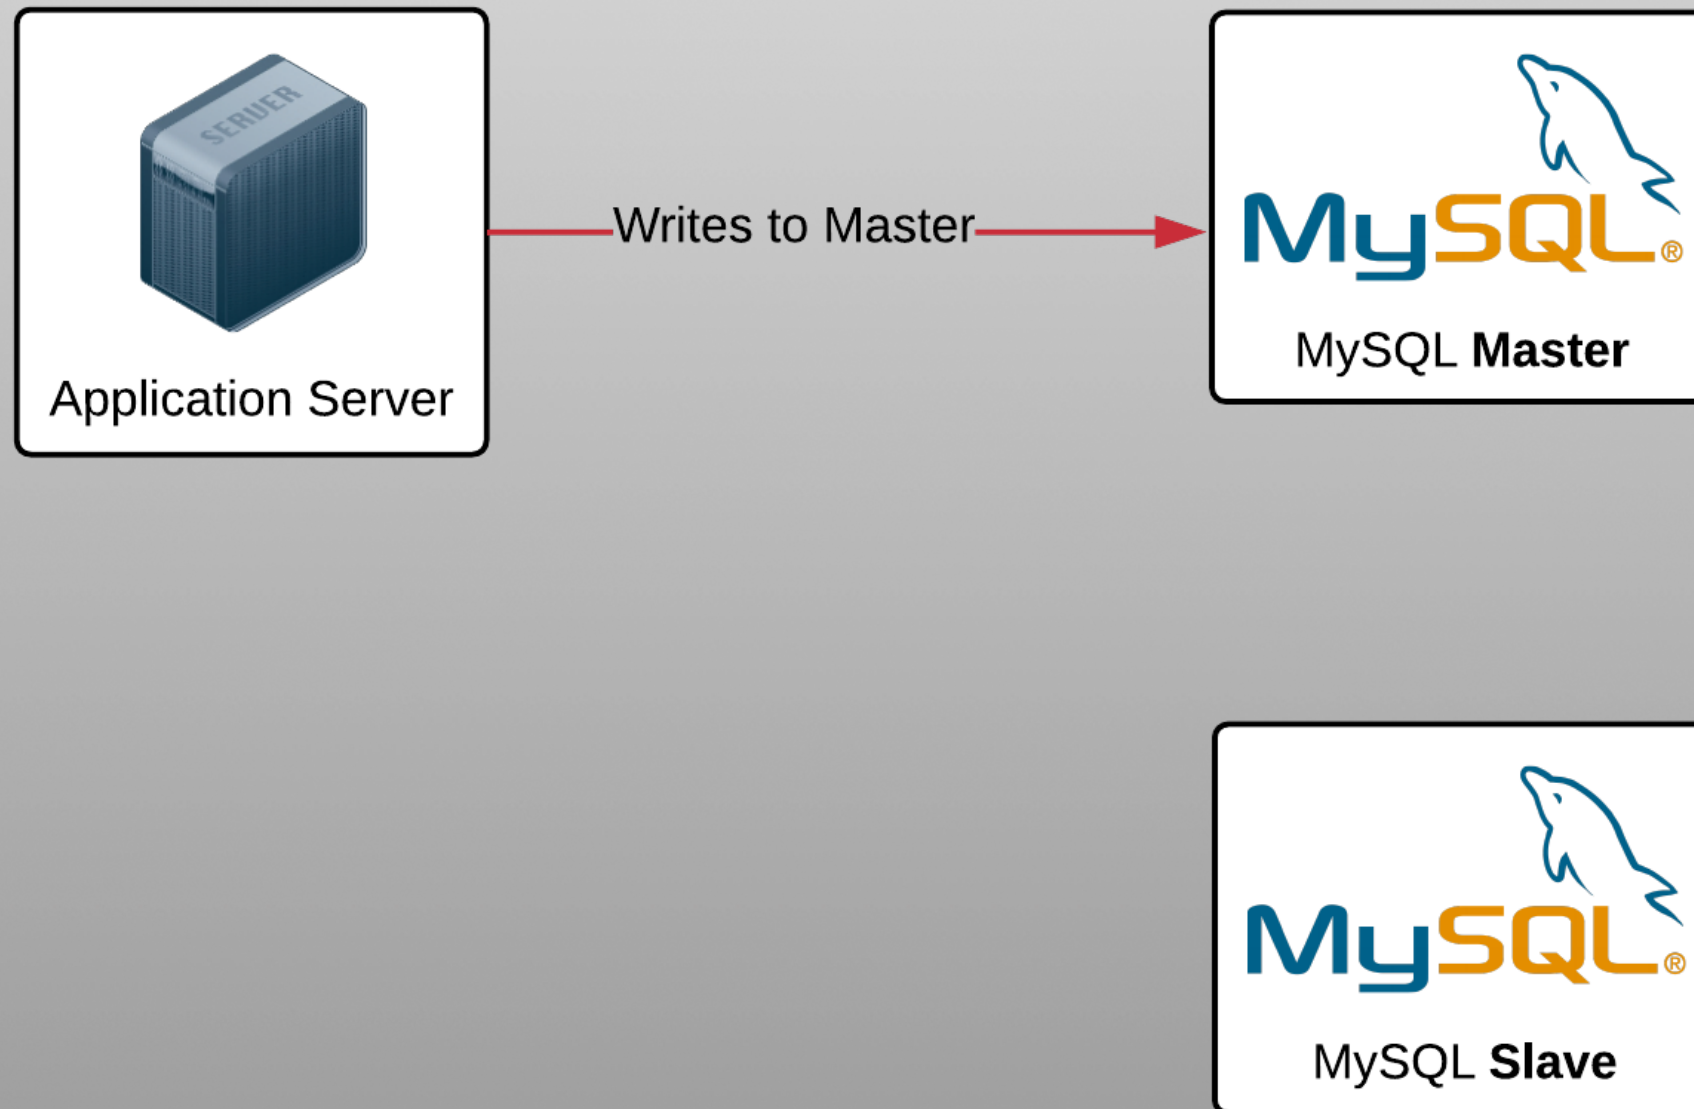 SERVER
Application Server
Writes to Master
MySQL®
MySQL Master
MySQL®
MySQL Slave